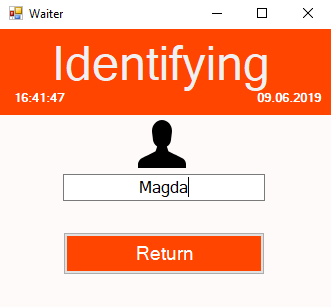 Waiter
Identifying
16:41:47 09.06.2019
Magda
Return